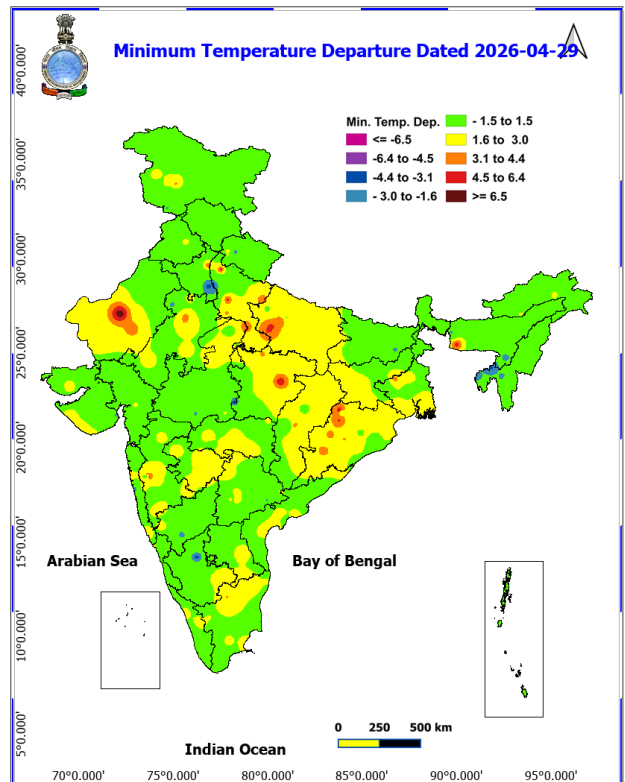 Minimum Temperature Departure Dated 2026-04-29
Min. Temp. Dep.
<= -6.5
-6.4 to -4.5
-4.4 to -3.1
- 3.0 to -1.6
- 1.5 to 1.5
1.6 to 3.0
3.1 to 4.4
4.5 to 6.4
>= 6.5
40°0.000'
35°0.000'
30°0.000'
25°0.000'
20°0.000'
15°0.000'
10°0.000'
5°0.000'
Arabian Sea
Bay of Bengal
0 250 500 km
Indian Ocean
70°0.000' 75°0.000' 80°0.000' 85°0.000' 90°0.000' 95°0.000'